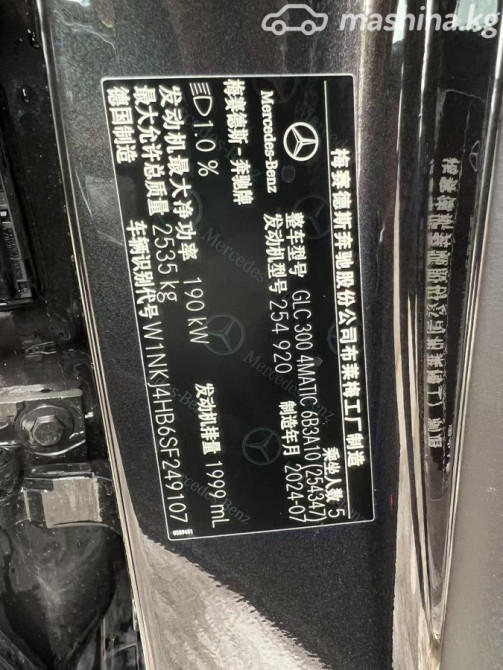 mashina.kg
梅赛德斯奔驰股份公司布莱梅工厂制造
Mercedes-Benz
整车型号 GLC 300 4MATIC 6B3A10 (254347)
乘坐人数 5
发动机型号 254 920
制造年月 2024-07
梅赛德斯-奔驰牌
10 %
发动机最大净功率 190 kW
发动机排量 1999 mL
最大允许总质量 2535 kg
车辆识别代号 W1NKJ4HB6SF249107
德国制造